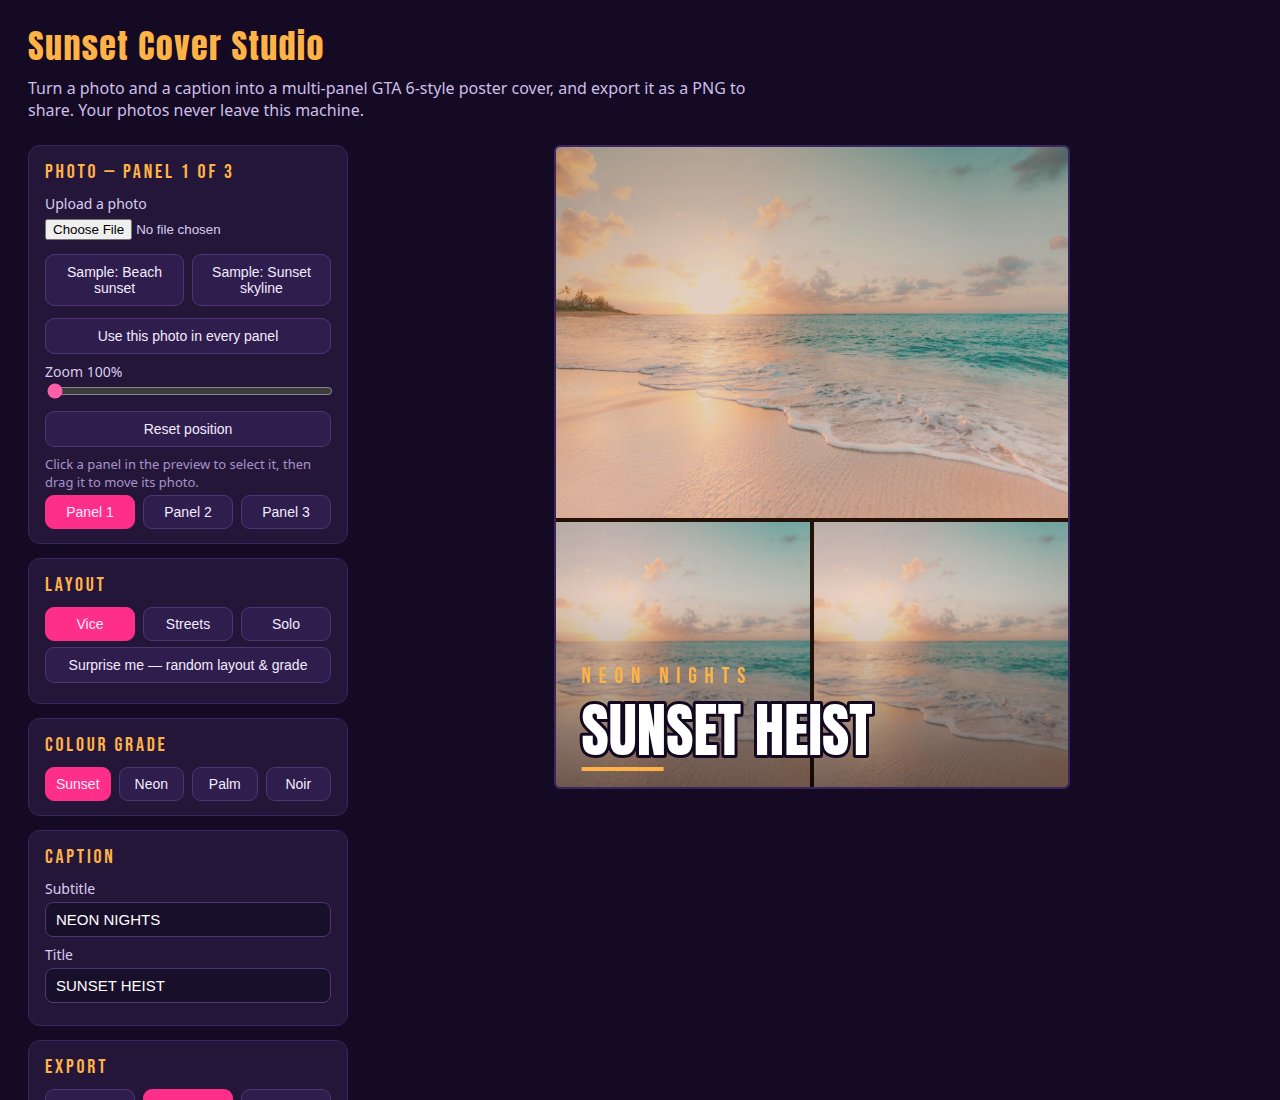 Sunset Cover Studio
Turn a photo and a caption into a multi-panel GTA 6-style poster cover, and export it as a PNG to
share. Your photos never leave this machine.
PHOTO — PANEL 1 OF 3
Upload a photo
Choose File No file chosen
Sample: Beach
sunset
Sample: Sunset
skyline
Use this photo in every panel
Zoom 100%
Reset position
Click a panel in the preview to select it, then
drag it to move its photo.
Panel 1 Panel 2 Panel 3
LAYOUT
Vice Streets Solo
Surprise me — random layout & grade
COLOUR GRADE
Sunset Neon Palm Noir
CAPTION
Subtitle
NEON NIGHTS
Title
SUNSET HEIST
EXPORT
NEON NIGHTS
SUNSET HEIST